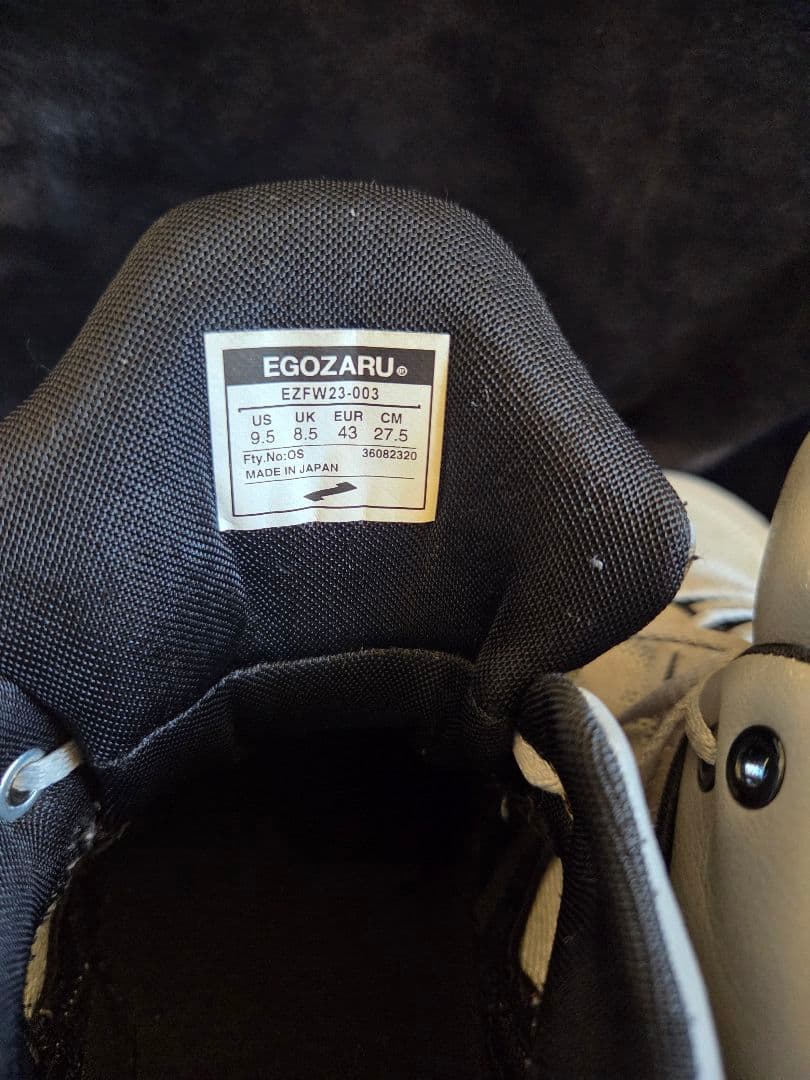 EGOZARU
EZFW23-003
US UK EUR CM
9.5 8.5 43 27.5
Fty.No:OS 36082320
MADE IN JAPAN